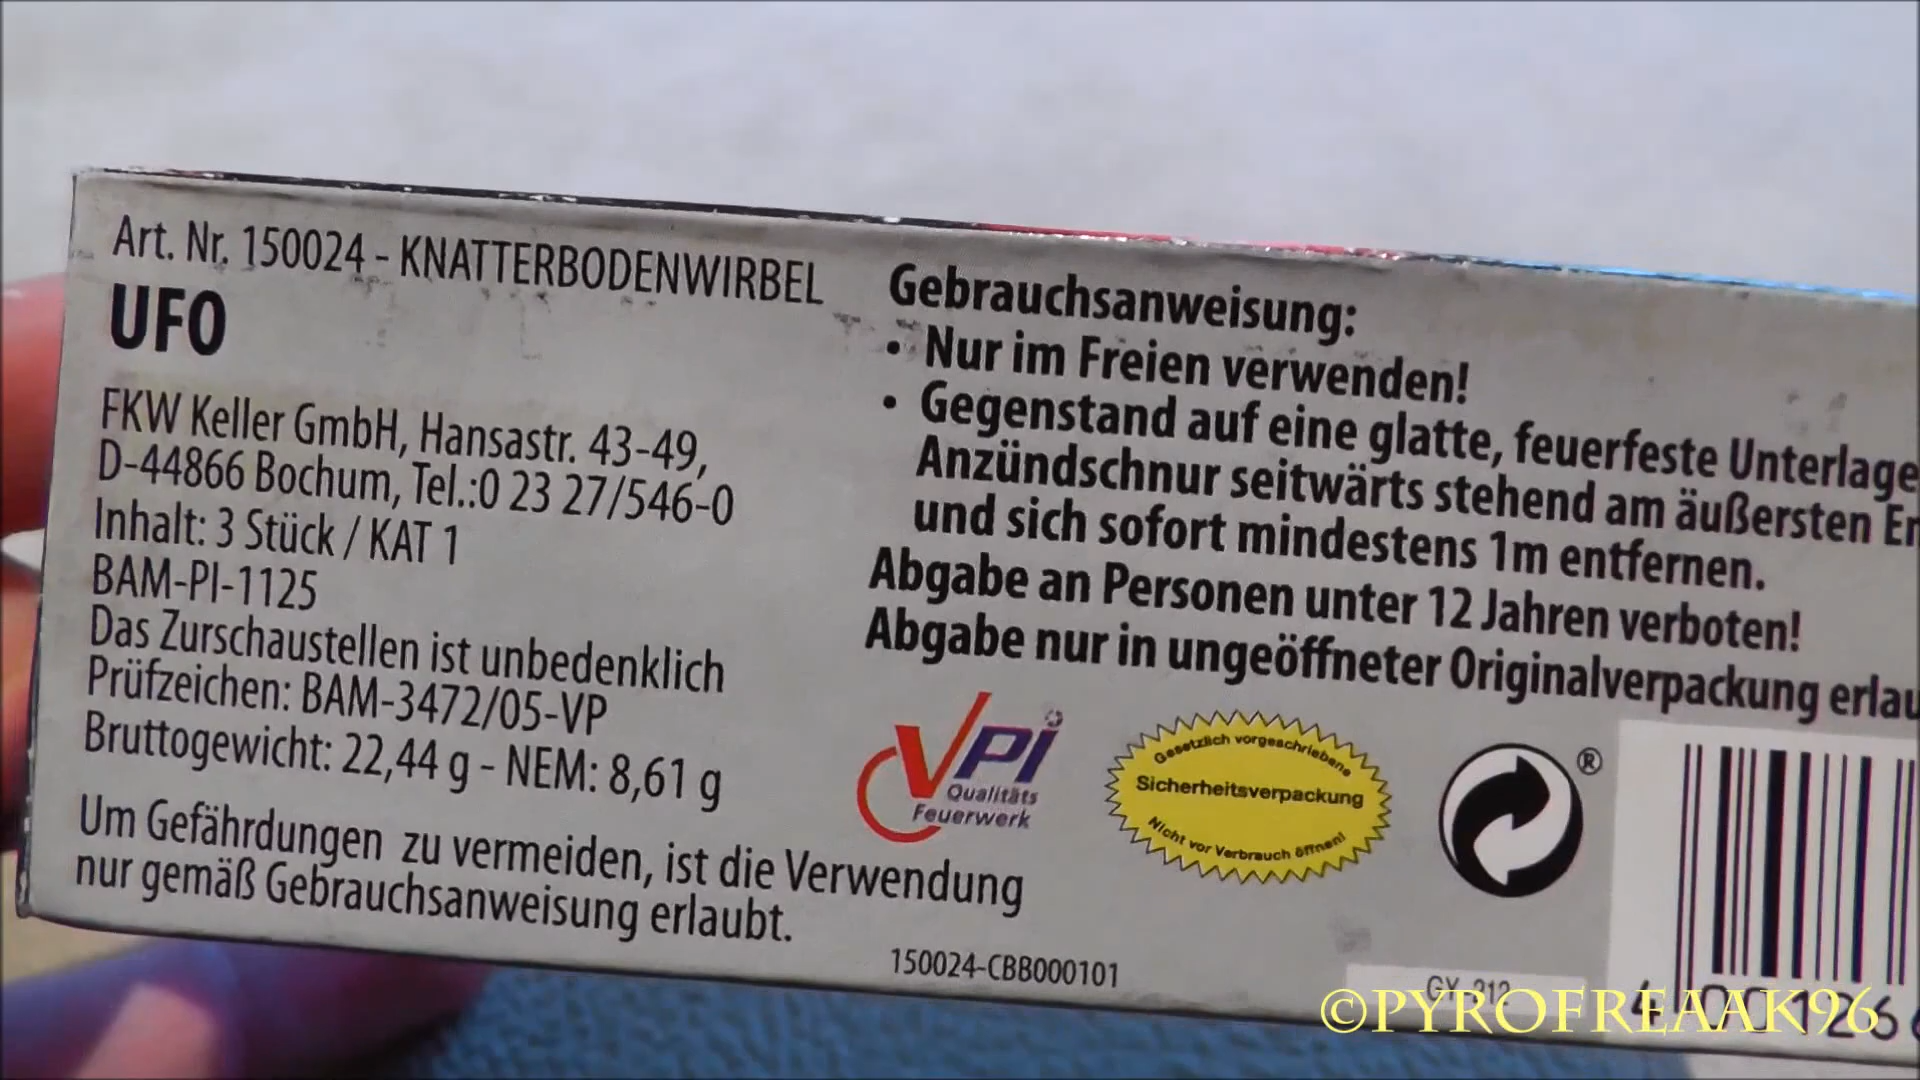 Art. Nr. 150024 - KNATTERBODENWIRBEL
UFO
FKW Keller GmbH, Hansastr. 43-49,
D-44866 Bochum, Tel.:0 23 27/546-0
Inhalt: 3 Stück / KAT 1
BAM-PI-1125
Das Zurschaustellen ist unbedenklich
Prüfzeichen: BAM-3472/05-VP
Bruttogewicht: 22,44 g - NEM: 8,61 g
Um Gefährdungen zu vermeiden, ist die Verwendung
nur gemäß Gebrauchsanweisung erlaubt.
Gebrauchsanweisung:
• Nur im Freien verwenden!
• Gegenstand auf eine glatte, feuerfeste Unterlage
Anzündschnur seitwärts stehend am äußersten
und sich sofort mindestens 1m entfernen.
Abgabe an Personen unter 12 Jahren verboten!
Abgabe nur in ungeöffneter Originalverpackung
VPi
Qualitäts
Feuerwerk
Gesetzlich vorgeschriebene
Sicherheitsverpackung
Nicht vor Verbrauch öffnen!
®
150024-CBB000101
GY 212
4 001266
©PYROFREAAK96